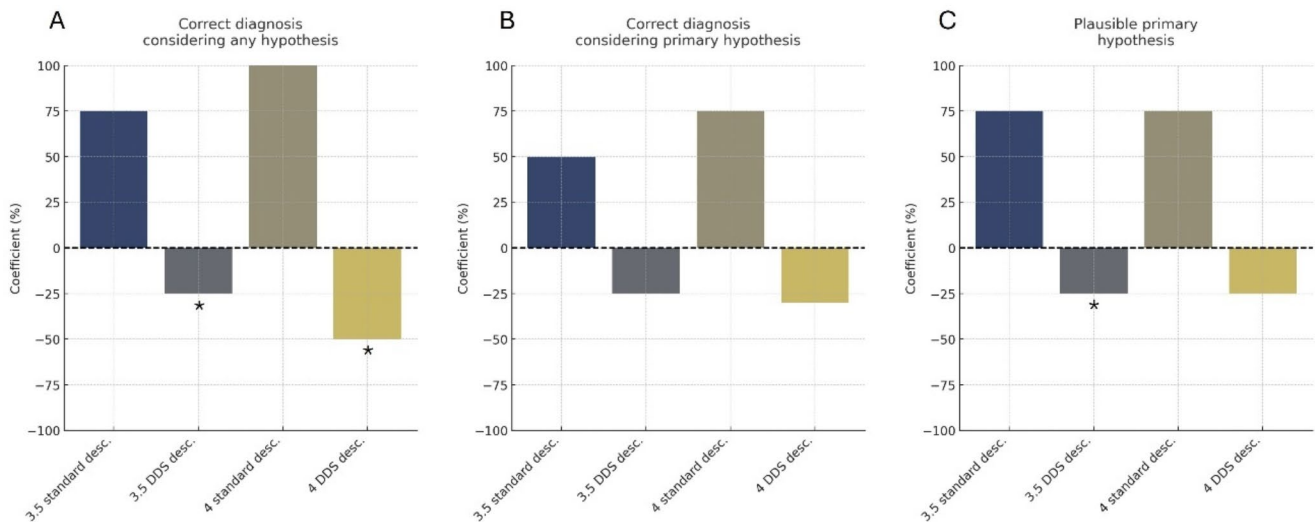 A
Correct diagnosis
considering any hypothesis
Coefficient (%)
100
75
50
25
0
−25
−50
−75
−100
*
*
3.5 standard desc.
3.5 DDS desc.
4 standard desc.
4 DDS desc.
B
Correct diagnosis
considering primary hypothesis
Coefficient (%)
100
75
50
25
0
−25
−50
−75
−100
3.5 standard desc.
3.5 DDS desc.
4 standard desc.
4 DDS desc.
C
Plausible primary
hypothesis
Coefficient (%)
100
75
50
25
0
−25
−50
−75
−100
*
3.5 standard desc.
3.5 DDS desc.
4 standard desc.
4 DDS desc.